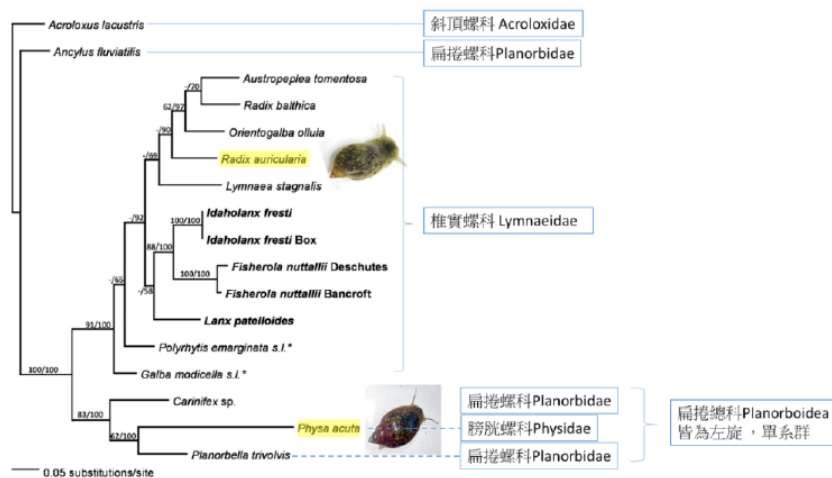 Acroloxus lacustris
斜頂螺科 Acroloxidae
Ancylus fluviatilis
扁捲螺科Planorbidae
Austropeplea tomentosa
-/70
Radix balthica
62/97
Orientogalba ollula
-/90
Radix auricularia
-/69
Lymnaea stagnalis
椎實螺科 Lymnaeidae
-/92
100/100
Idaholanx fresti
Idaholanx fresti Box
88/100
Fisherola nuttallii Deschutes
100/100
Fisherola nuttallii Bancroft
-/65
-/58
Lanx patelloides
91/100
Polyrhytis emarginata s.l.*
100/100
Galba modicella s.l.*
Carinifex sp.
扁捲螺科Planorbidae
83/100
Physa acuta
膀胱螺科Physidae
扁捲總科Planorboidea
皆為左旋，單系群
62/100
Planorbella trivolvis
扁捲螺科Planorbidae
0.05 substitutions/site